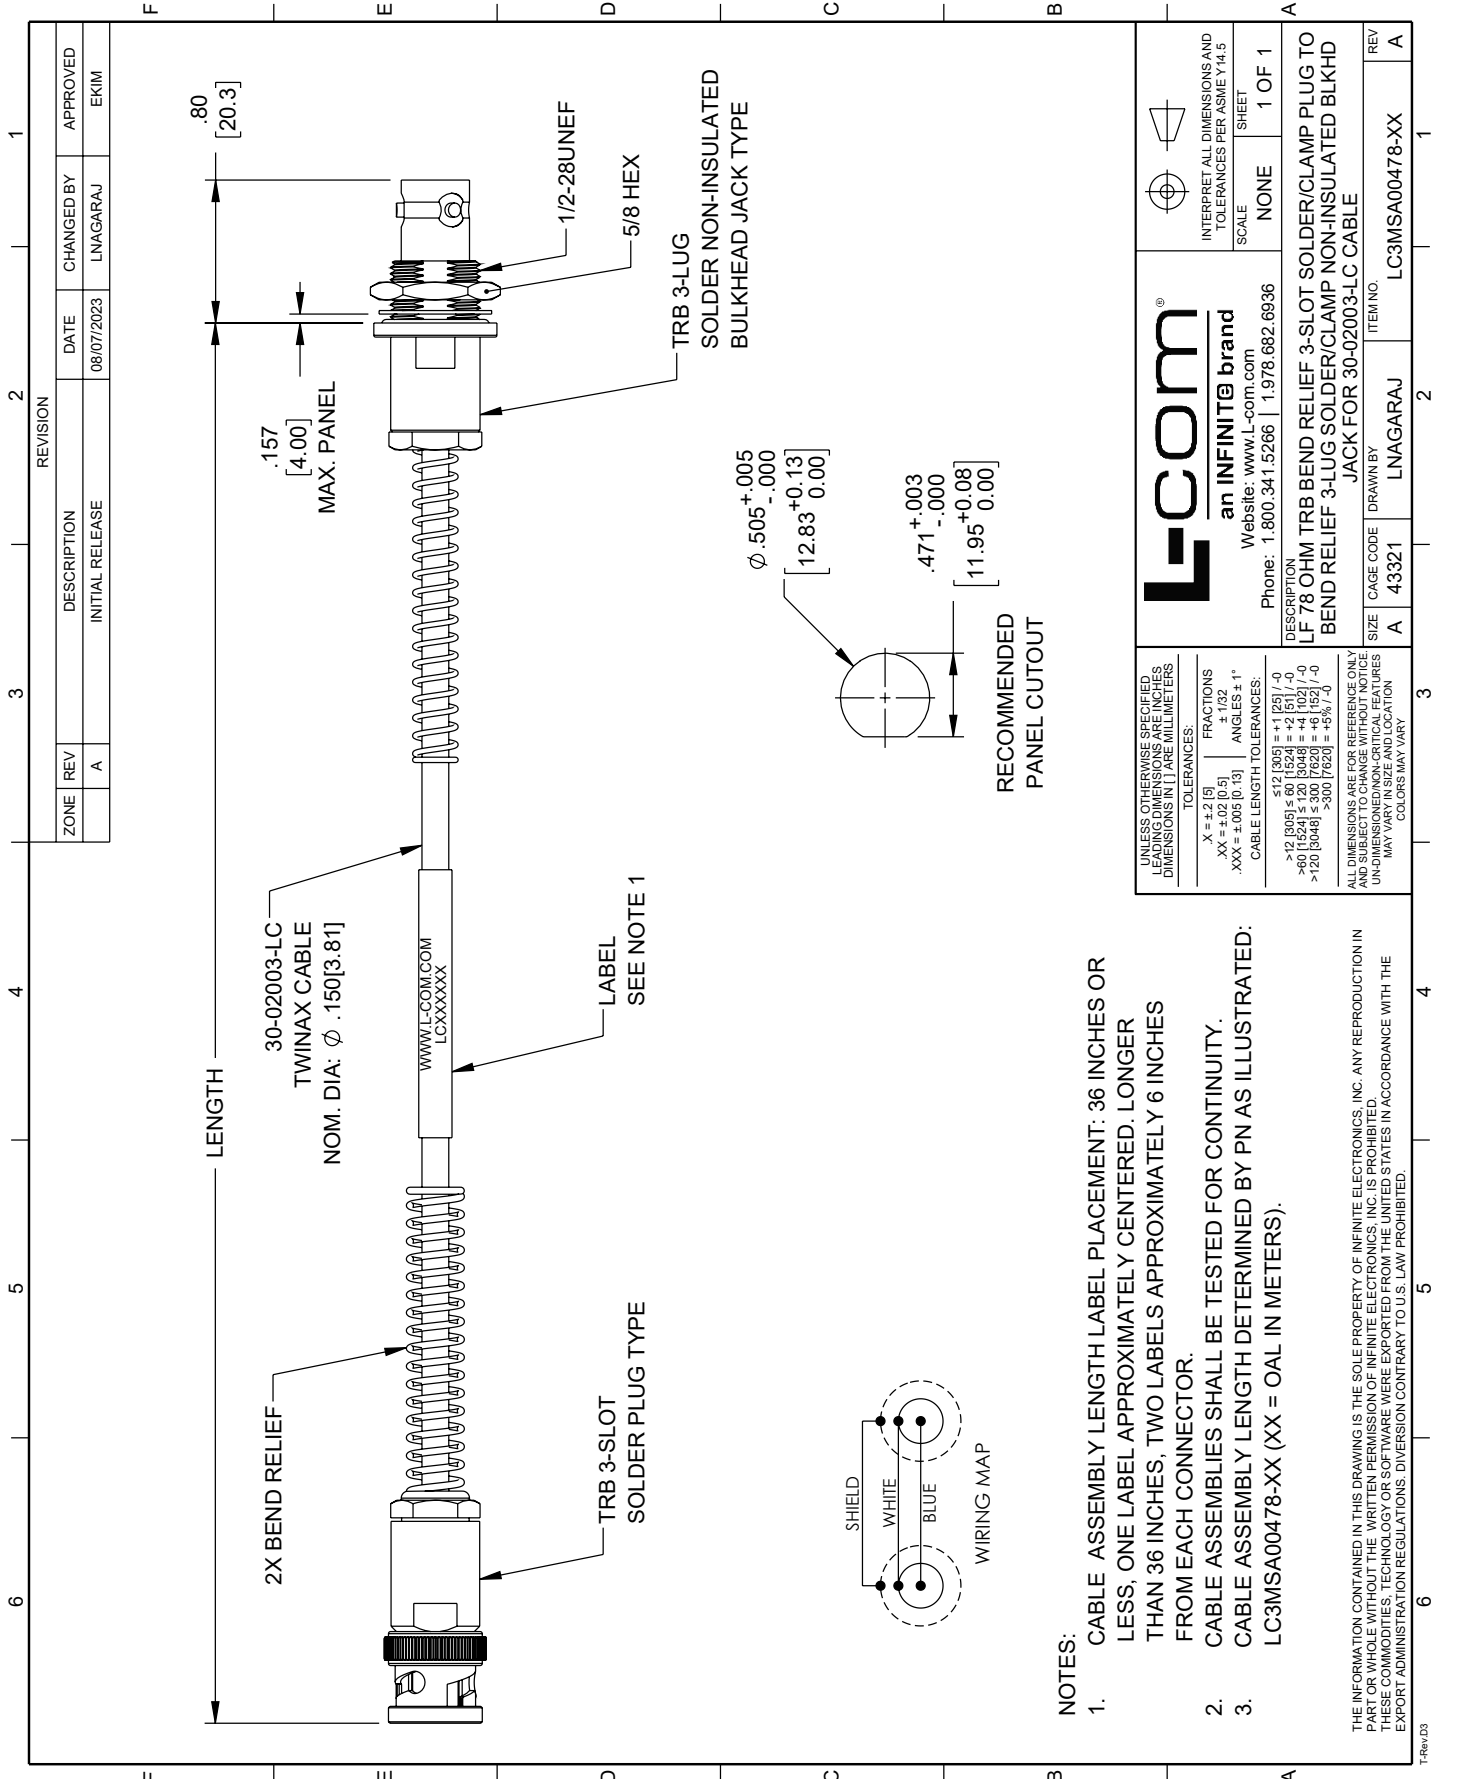 REVISION
ZONE REV DESCRIPTION DATE CHANGED BY APPROVED
A INITIAL RELEASE 08/07/2023 LNAGARAJ EKIM
6 5 4 3 2 1
F
E
D
C
B
A
LENGTH
.80
[20.3]
.157
[4.00]
MAX. PANEL
2X BEND RELIEF
30-02003-LC
TWINAX CABLE
NOM. DIA: Ø .150[3.81]
WWW.L-COM.COM
LCXXXXXX
1/2-28UNEF
5/8 HEX
TRB 3-LUG
SOLDER NON-INSULATED
BULKHEAD JACK TYPE
LABEL
SEE NOTE 1
TRB 3-SLOT
SOLDER PLUG TYPE
Ø .505 +.005
-.000
[12.83 +0.13]
0.00
.471 +.003
-.000
[11.95 +0.08]
0.00
RECOMMENDED
PANEL CUTOUT
SHIELD
WHITE
BLUE
WIRING MAP
NOTES:
1. CABLE ASSEMBLY LENGTH LABEL PLACEMENT: 36 INCHES OR
LESS, ONE LABEL APPROXIMATELY CENTERED. LONGER
THAN 36 INCHES, TWO LABELS APPROXIMATELY 6 INCHES
FROM EACH CONNECTOR.
2. CABLE ASSEMBLIES SHALL BE TESTED FOR CONTINUITY.
3. CABLE ASSEMBLY LENGTH DETERMINED BY PN AS ILLUSTRATED:
LC3MSA00478-XX (XX = OAL IN METERS).
THE INFORMATION CONTAINED IN THIS DRAWING IS THE SOLE PROPERTY OF INFINITE ELECTRONICS, INC. ANY REPRODUCTION IN
PART OR WHOLE WITHOUT THE WRITTEN PERMISSION OF INFINITE ELECTRONICS, INC. IS PROHIBITED.
THESE COMMODITIES, TECHNOLOGY OR SOFTWARE WERE EXPORTED FROM THE UNITED STATES IN ACCORDANCE WITH THE
EXPORT ADMINISTRATION REGULATIONS. DIVERSION CONTRARY TO U.S. LAW PROHIBITED.
UNLESS OTHERWISE SPECIFIED
LEADING DIMENSIONS ARE INCHES
DIMENSIONS IN [ ] ARE MILLIMETERS
TOLERANCES:
.X = ±.2 [5] FRACTIONS
.XX = ±.02 [0.5] ± 1/32
.XXX = ±.005 [0.13] ANGLES ± 1°
CABLE LENGTH TOLERANCES:
≤12 [305] = +1 [25] / -0
>12 [305] ≤ 60 [1524] = +2 [51] / -0
>60 [1524] ≤ 120 [3048] = +4 [102] / -0
>120 [3048] ≤ 300 [7620] = +6 [152] / -0
>300 [7620] = +5% / -0
ALL DIMENSIONS ARE FOR REFERENCE ONLY
AND SUBJECT TO CHANGE WITHOUT NOTICE.
UN-DIMENSIONED/NON-CRITICAL FEATURES
MAY VARY IN SIZE AND LOCATION
COLORS MAY VARY
L-com®
an INFINIT© brand
Website: www.L-com.com
Phone: 1.800.341.5266 | 1.978.682.6936
INTERPRET ALL DIMENSIONS AND
TOLERANCES PER ASME Y14.5
SCALE SHEET
NONE 1 OF 1
DESCRIPTION
LF 78 OHM TRB BEND RELIEF 3-SLOT SOLDER/CLAMP PLUG TO
BEND RELIEF 3-LUG SOLDER/CLAMP NON-INSULATED BLKHD
JACK FOR 30-02003-LC CABLE
SIZE CAGE CODE DRAWN BY ITEM NO. REV
A 43321 LNAGARAJ LC3MSA00478-XX A
6 5 4 3 2 1
T-Rev.D3